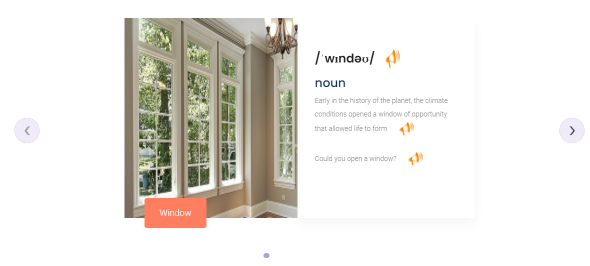 /ˈwɪndəʊ/
noun
Early in the history of the planet, the climate
conditions opened a window of opportunity
that allowed life to form
Could you open a window?
Window